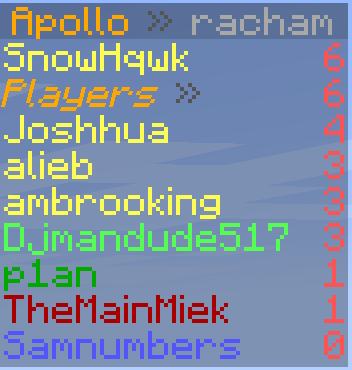 Apollo » racham
SnowHqwk 6
Players » 6
Joshhua 4
alieb 3
ambrooking 3
Djmandude517 3
p1an 1
TheMainMiek 1
Samnumbers 0